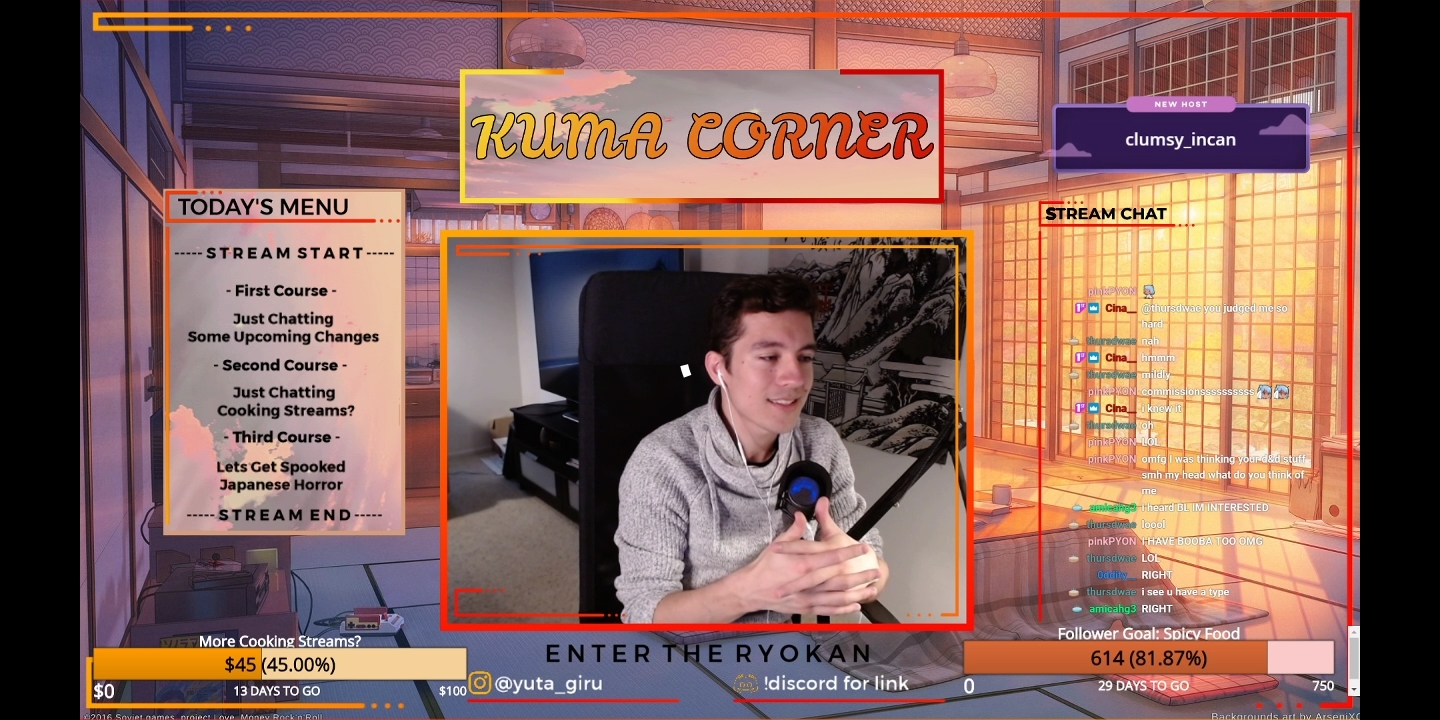 KUMA CORNER
NEW HOST
clumsy_incan
TODAY'S MENU
-----STREAM START-----
- First Course -
Just Chatting
Some Upcoming Changes
- Second Course -
Just Chatting
Cooking Streams?
- Third Course -
Lets Get Spooked
Japanese Horror
-----STREAM END-----
STREAM CHAT
pinkPYON
Cina__ @thursdwae you judged me so
hard
thursdwae nah
Cina__ hmmm
thursdwae mildly
pinkPYON commissionsssssssss
Cina__ i knew it
thursdwae oh
pinkPYON LOL
pinkPYON omfg I was thinking your d&d stuff
smh my head what do you think of
me
amicahg3 i heard BL IM INTERESTED
thursdwae loool
pinkPYON I HAVE BOOBA TOO OMG
thursdwae LOL
RIGHT
thursdwae i see u have a type
amicahg3 RIGHT
More Cooking Streams?
$45 (45.00%)
$0 13 DAYS TO GO $100
ENTER THE RYOKAN
@yuta_giru !discord for link
Follower Goal: Spicy Food
614 (81.87%)
0 29 DAYS TO GO 750
2016 Soviet games, project Love, Money, Rock'n'Roll
Backgrounds art by ArseniXC